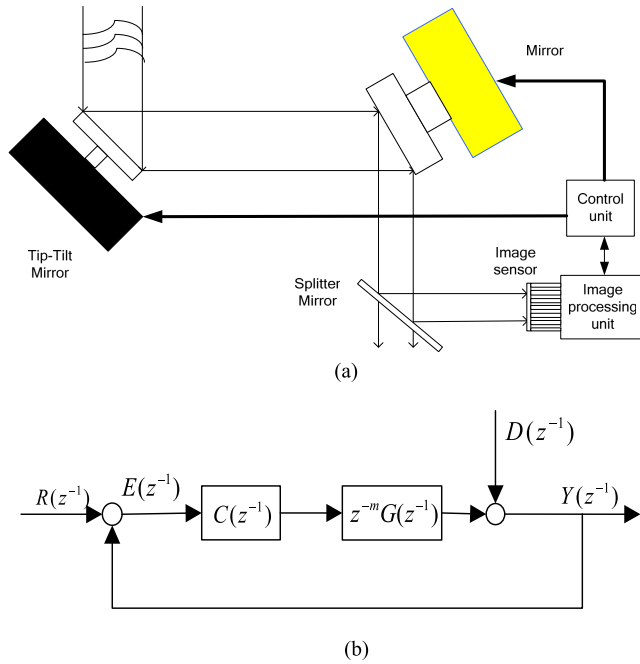 Mirror
Control
unit
Tip-Tilt
Mirror
Image
sensor
Splitter
Mirror
Image
processing
unit
(a)
D(z⁻¹)
R(z⁻¹)
E(z⁻¹)
C(z⁻¹)
z⁻ᵐG(z⁻¹)
Y(z⁻¹)
(b)